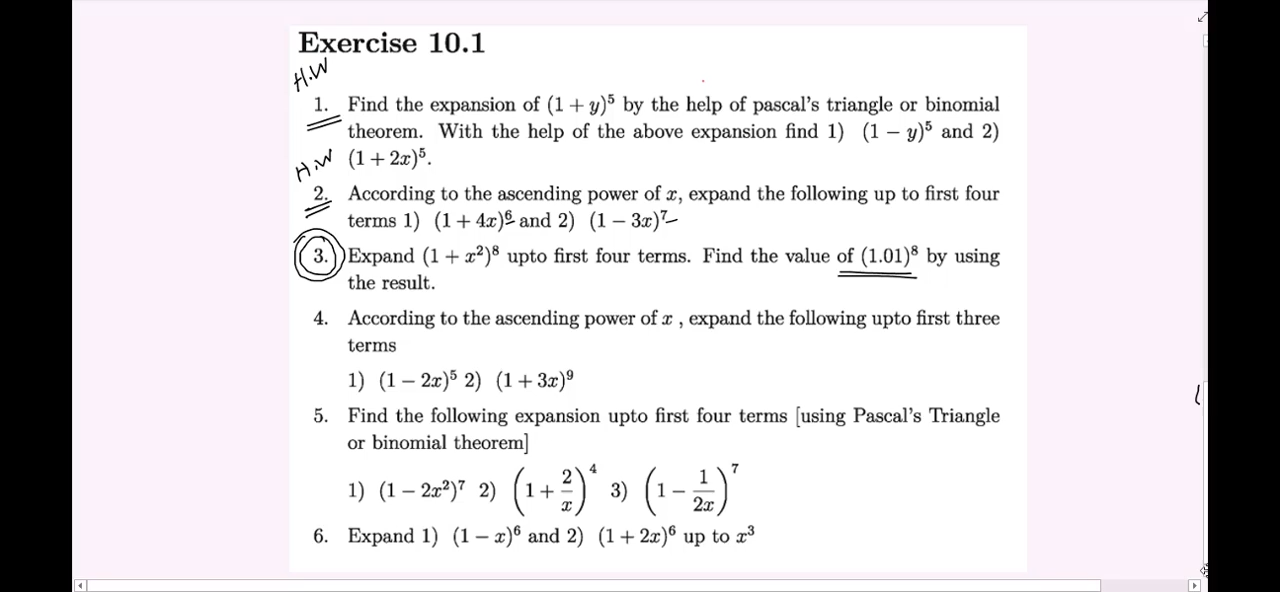 Exercise 10.1
H.W
1. Find the expansion of (1 + y)⁵ by the help of pascal's triangle or binomial
theorem. With the help of the above expansion find 1) (1 − y)⁵ and 2)
H.W (1 + 2x)⁵.
2. According to the ascending power of x, expand the following up to first four
terms 1) (1 + 4x)⁶ and 2) (1 − 3x)⁷
3. Expand (1 + x²)⁸ upto first four terms. Find the value of (1.01)⁸ by using
the result.
4. According to the ascending power of x , expand the following upto first three
terms
1) (1 − 2x)⁵ 2) (1 + 3x)⁹
5. Find the following expansion upto first four terms [using Pascal's Triangle
or binomial theorem]
1) (1 − 2x²)⁷ 2) (1 + 2/x)⁴ 3) (1 − 1/2x)⁷
6. Expand 1) (1 − x)⁶ and 2) (1 + 2x)⁶ up to x³